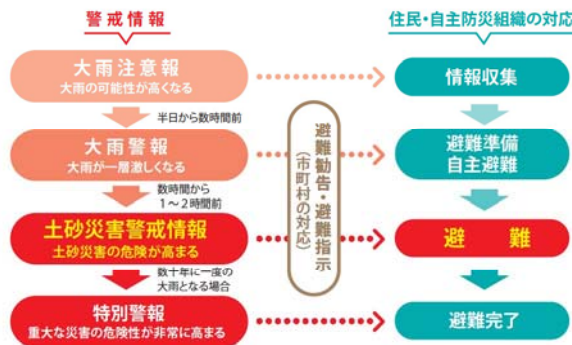 警戒情報
住民・自主防災組織の対応
大雨注意報
大雨の可能性が高くなる
情報収集
半日から数時間前
大雨警報
大雨が一層激しくなる
避難準備
自主避難
避難勧告・避難指示
(市町村の対応)
数時間から
1～2時間前
土砂災害警戒情報
土砂災害の危険が高まる
避難
数十年に一度の
大雨となる場合
特別警報
重大な災害の危険性が非常に高まる
避難完了